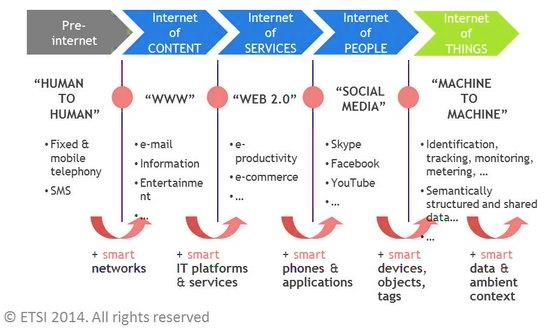 Pre-
internet
Internet
of
CONTENT
Internet
of
SERVICES
Internet
of
PEOPLE
Internet
of
THINGS
“HUMAN
TO
HUMAN”
“WWW”
“WEB 2.0”
“SOCIAL
MEDIA”
“MACHINE
TO
MACHINE”
• Fixed &
mobile
telephony
• SMS
• e-mail
• Information
• Entertainme
nt
• …
• e-
productivity
• e-commerce
• …
• Skype
• Facebook
• YouTube
• …
• Identification,
tracking, monitoring,
metering, …
• Semantically
structured and shared
data…
• …
+ smart
networks
+ smart
IT platforms
& services
+ smart
phones &
applications
+ smart
devices,
objects,
tags
+ smart
data &
ambient
context
© ETSI 2014. All rights reserved